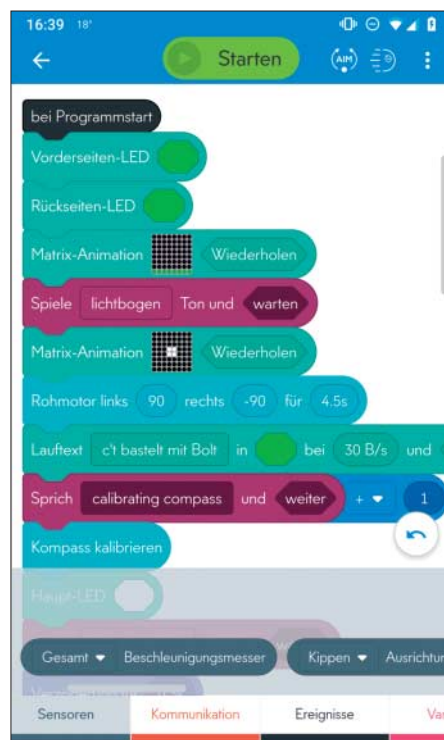 16:39 18°
Starten AIM
bei Programmstart
Vorderseiten-LED
Rückseiten-LED
Matrix-Animation Wiederholen
Spiele lichtbogen Ton und warten
Matrix-Animation Wiederholen
Rohmotor links 90 rechts -90 für 4.5s
Lauftext c't bastelt mit Bolt in bei 30 B/s und
Sprich calibrating compass und weiter + 1
Kompass kalibrieren
Haupt-LED
Gesamt Beschleunigungsmesser Kippen Ausrichtun
Sensoren Kommunikation Ereignisse Var